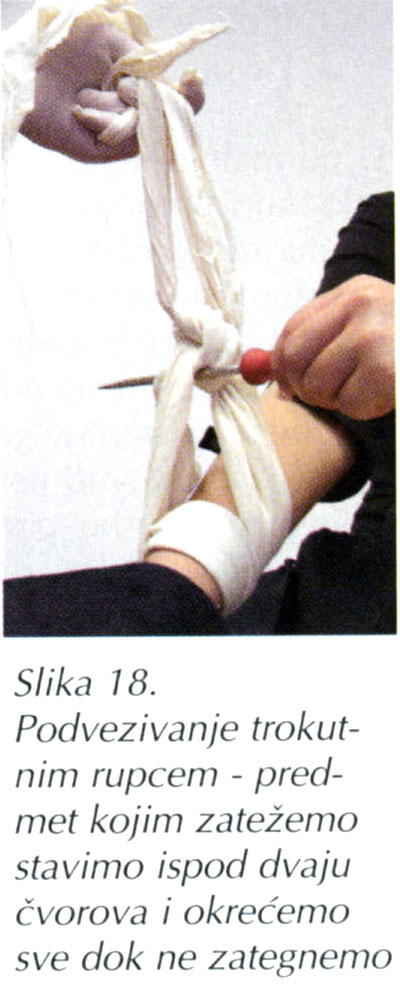 Slika 18.
Podvezivanje trokut-
nim rupcem - pred-
met kojim zatežemo
stavimo ispod dvaju
čvorova i okrećemo
sve dok ne zategnemo